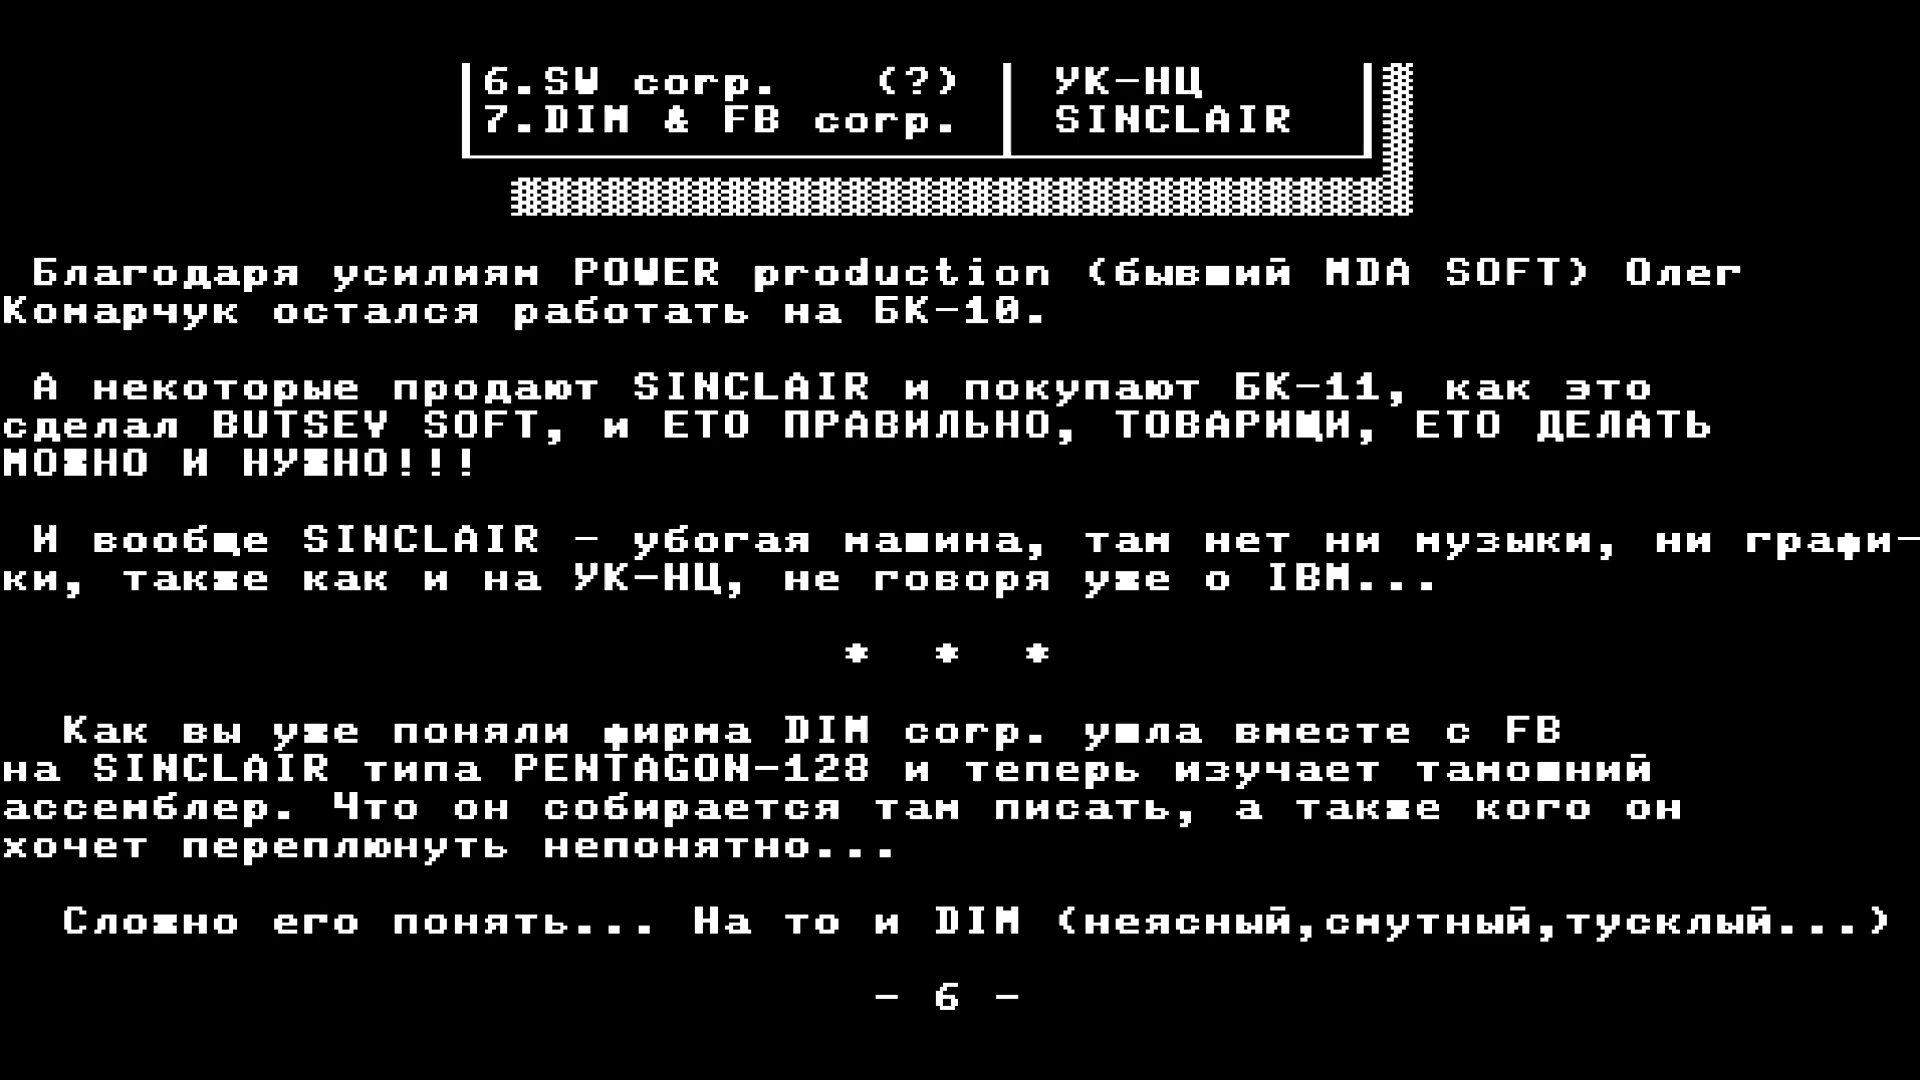 6.SW corp. (?) УК-НЦ
7.DIM & FB corp. SINCLAIR
Благодаря усилиям POWER production (бывший MDA SOFT) Олег
Комарчук остался работать на БК-10.
А некоторые продают SINCLAIR и покупают БК-11, как это
сделал BUTSEV SOFT, и ЕТО ПРАВИЛЬНО, ТОВАРИЩИ, ЕТО ДЕЛАТЬ
МОЖНО И НУЖНО!!!
И вообще SINCLAIR - убогая машина, там нет ни музыки, ни графи-
ки, также как и на УК-НЦ, не говоря уже о IBM...
* * *
Как вы уже поняли фирма DIM corp. ушла вместе с FB
на SINCLAIR типа PENTAGON-128 и теперь изучает тамошний
ассемблер. Что он собирается там писать, а также кого он
хочет переплюнуть непонятно...
Сложно его понять... На то и DIM (неясный,смутный,тусклый...)
- 6 -